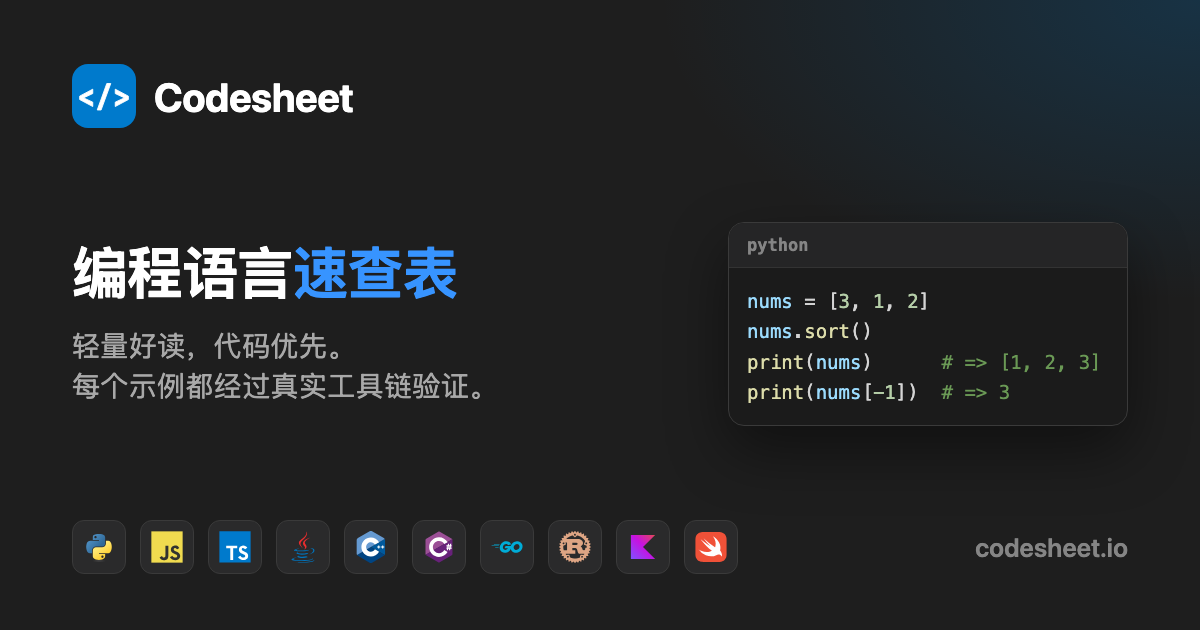 </>
Codesheet
编程语言速查表
轻量好读，代码优先。
每个示例都经过真实工具链验证。
python
nums = [3, 1, 2]
nums.sort()
print(nums)      # => [1, 2, 3]
print(nums[-1])  # => 3
JS
TS
C++
C#
GO
R
codesheet.io